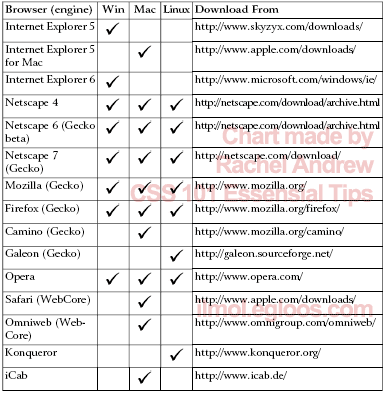 Browser (engine) Win Mac Linux Download From
Internet Explorer 5 ✓ http://www.skyzyx.com/downloads/
Internet Explorer 5 ✓ http://www.apple.com/downloads/
for Mac
Internet Explorer 6 ✓ http://www.microsoft.com/windows/ie/
Netscape 4 ✓ ✓ ✓ http://netscape.com/download/archive.html
Netscape 6 (Gecko ✓ ✓ ✓ http://netscape.com/download/archive.html
beta)
Chart made by
Netscape 7 ✓ ✓ ✓ http://netscape.com/download/
(Gecko)
Rachel Andrew
Mozilla (Gecko) ✓ ✓ ✓ http://www.mozilla.org/
CSS 101 Essensial Tips
Firefox (Gecko) ✓ ✓ ✓ http://www.mozilla.org/firefox/
Camino (Gecko) ✓ http://www.mozilla.org/camino/
Galeon (Gecko) ✓ http://galeon.sourceforge.net/
Opera ✓ ✓ ✓ http://www.opera.com/
Safari (WebCore) ✓ http://www.apple.com/downloads/
ilmol.egloos.com
Omniweb (Web- ✓ http://www.omnigroup.com/omniweb/
Core)
Konqueror ✓ http://www.konqueror.org/
iCab ✓ http://www.icab.de/